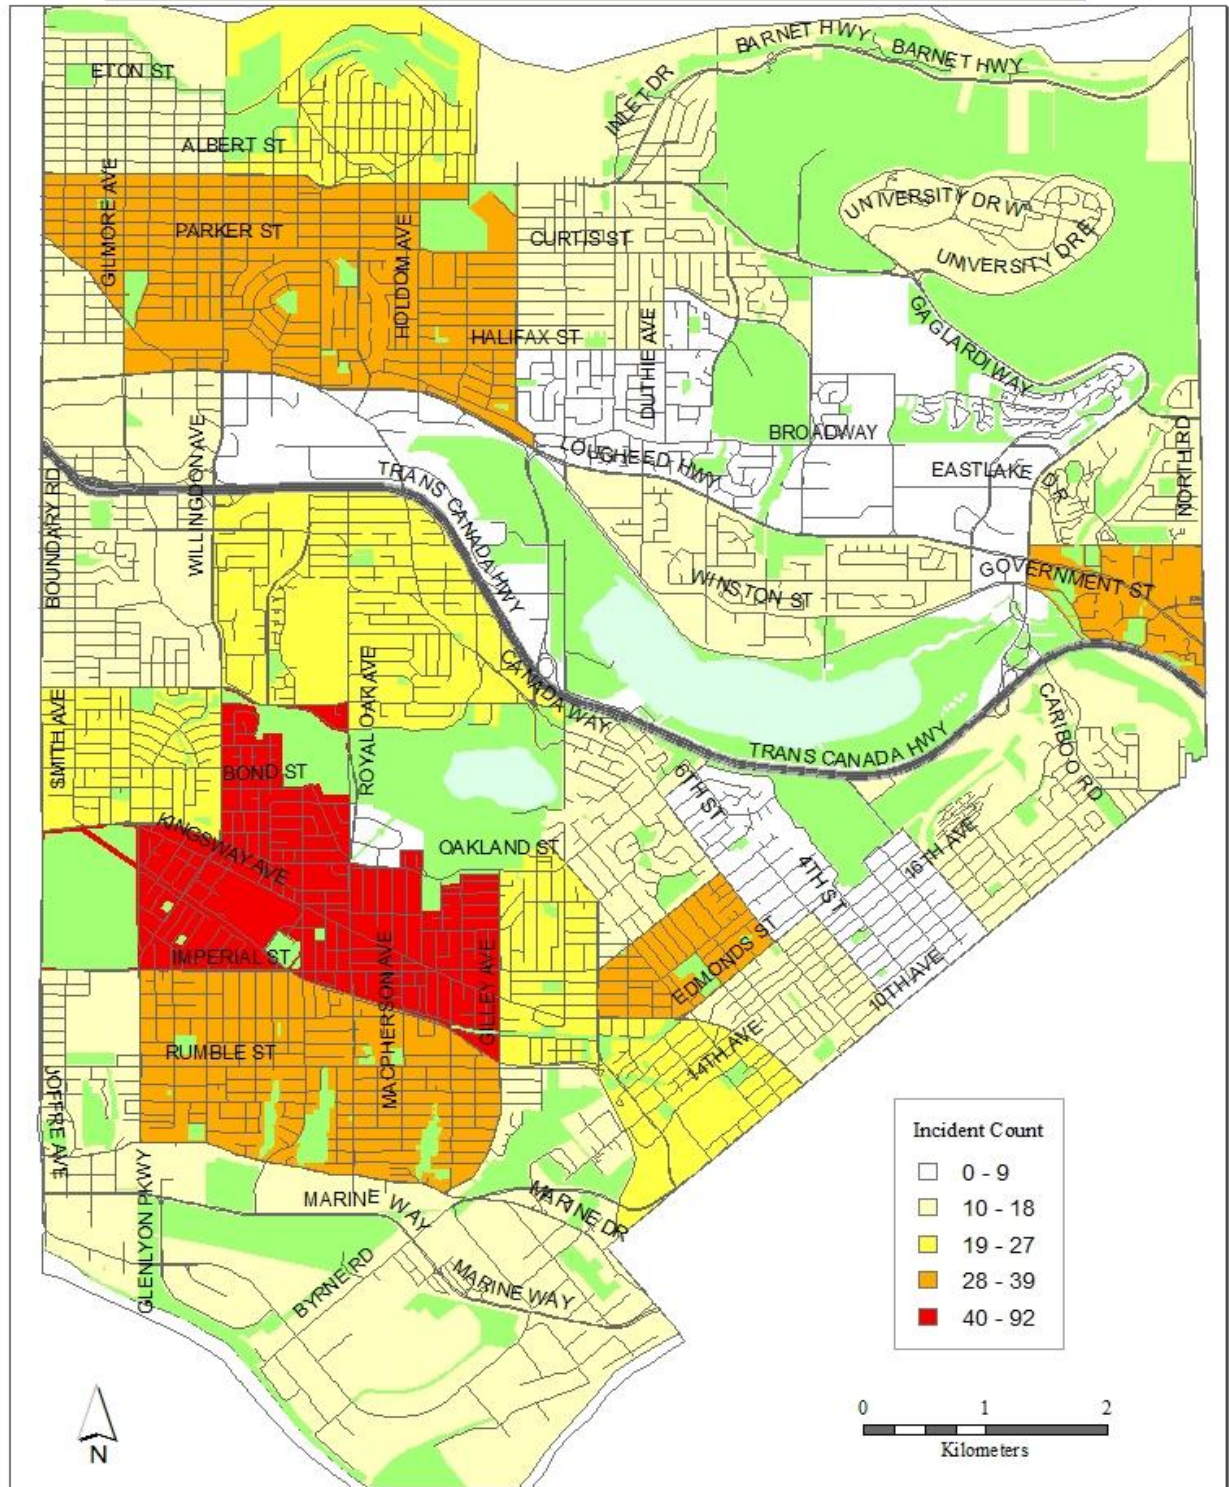 BARNET HWY
BARNET HWY
ETON ST
INLET DR
ALBERT ST
GILMORE AVE
PARKER ST
HOLDOM AVE
CURTIS ST
UNIVERSITY DR W
UNIVERSITY DR E
HALIFAX ST
DUTHIE AVE
GAGLARDI WAY
WILLINGDON AVE
BROADWAY
LOUGHEED HWY
EASTLAKE DR
NORTH RD
BOUNDARY RD
TRANS CANADA HWY
WINSTON ST
GOVERNMENT ST
CANADA WAY
ROYAL OAK AVE
SMITH AVE
CARIBOO RD
TRANS CANADA HWY
BOND ST
6TH ST
KINGSWAY AVE
OAKLAND ST
16TH AVE
4TH ST
IMPERIAL ST
EDMONDS ST
10TH AVE
MACPHERSON AVE
GILLEY AVE
RUMBLE ST
14TH AVE
JOFFRE AVE
GLENLYON PKWY
MARINE WAY
MARINE DR
BYRNE RD
MARINE WAY
Incident Count
0 - 9
10 - 18
19 - 27
28 - 39
40 - 92
N
0 1 2
Kilometers